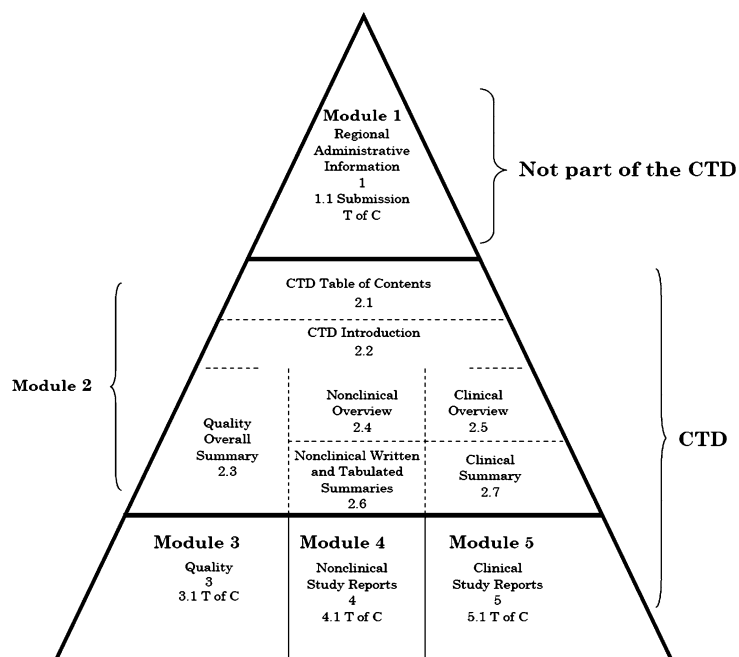 Module 1
Regional
Administrative
Information
1
1.1 Submission
T of C
Not part of the CTD
CTD Table of Contents
2.1
CTD Introduction
2.2
Module 2
Quality
Overall
Summary
2.3
Nonclinical
Overview
2.4
Clinical
Overview
2.5
Nonclinical Written
and Tabulated
Summaries
2.6
Clinical
Summary
2.7
CTD
Module 3
Quality
3
3.1 T of C
Module 4
Nonclinical
Study Reports
4
4.1 T of C
Module 5
Clinical
Study Reports
5
5.1 T of C